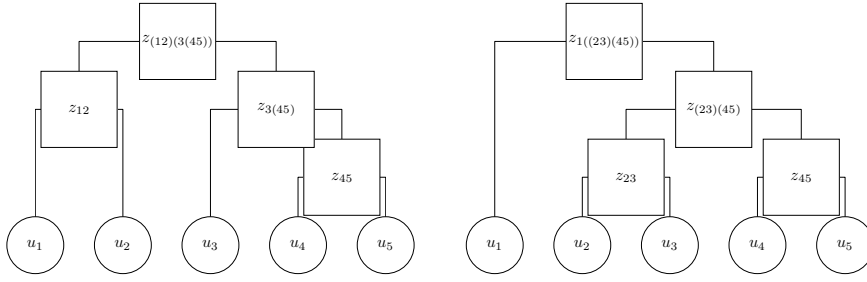 z_{(12)(3(45))} z_{1((23)(45))}
z_{12} z_{3(45)} z_{(23)(45)}
z_{45} z_{23} z_{45}
u_1 u_2 u_3 u_4 u_5 u_1 u_2 u_3 u_4 u_5